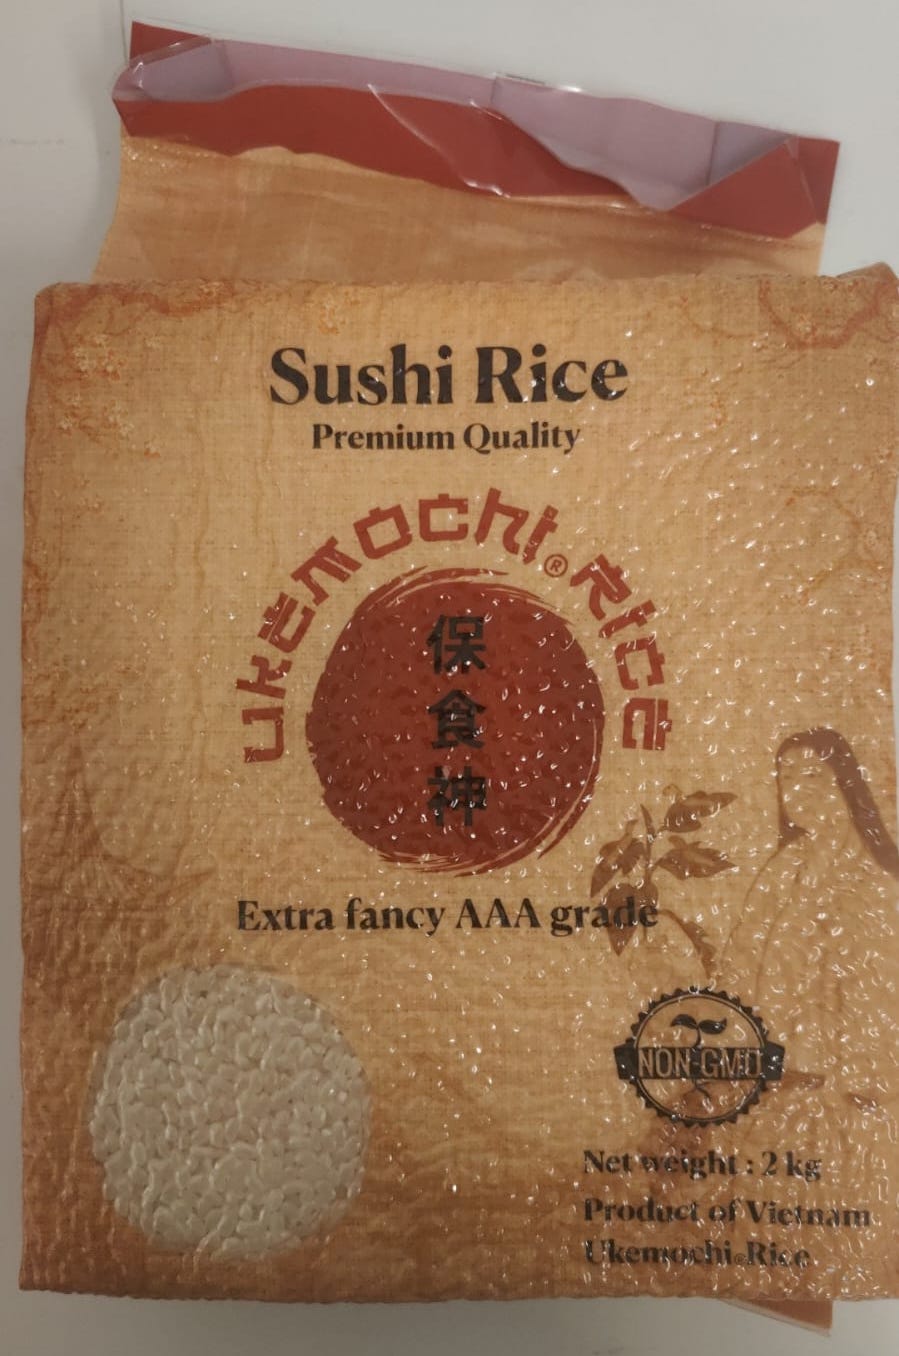 Sushi Rice
Premium Quality
Ukemochi® Rice
保
食
神
Extra fancy AAA grade
NON-GMO
Net weight : 2 kg
Product of Vietnam
Ukemochi®Rice